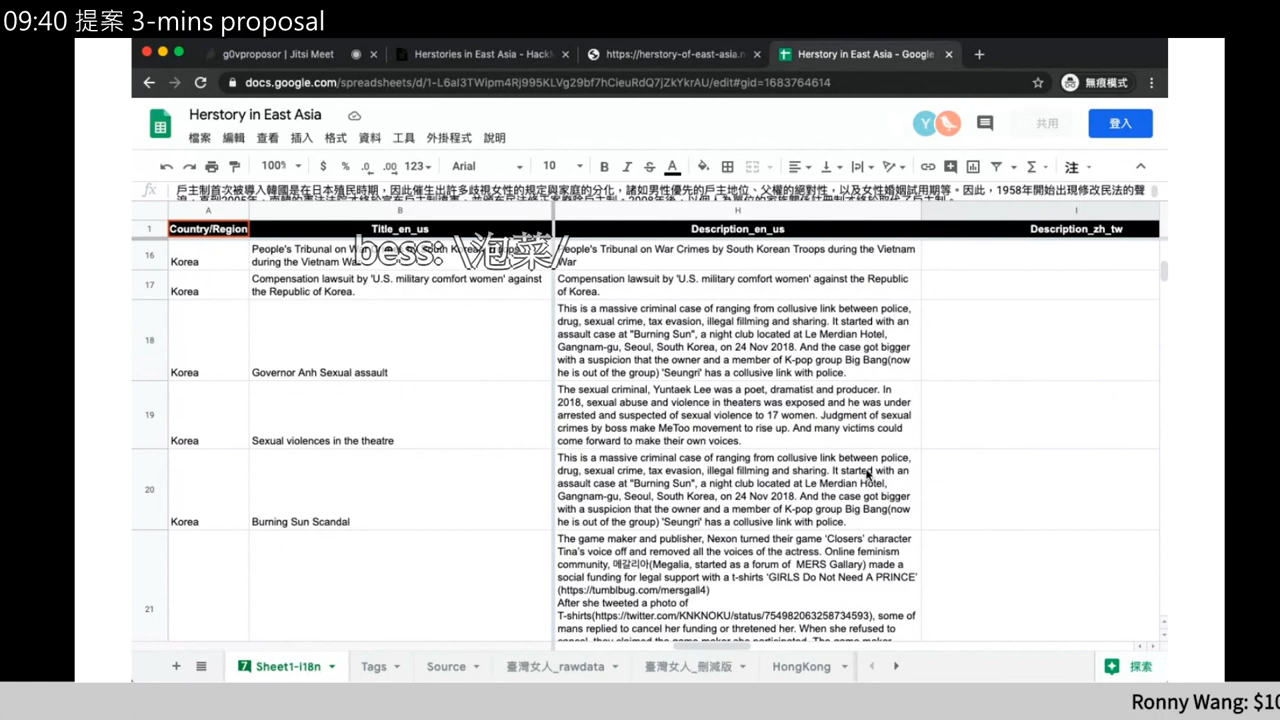 09:40 提案 3-mins proposal
g0vproposor | Jitsi Meet
Herstories in East Asia - HackM
https://herstory-of-east-asia.n
Herstory in East Asia - Google
docs.google.com/spreadsheets/d/1-L6aI3TWipm4Rj995KLVq29bf7hCieuRdQ7jZkYkrAU/edit#gid=1683764614
無痕模式
Herstory in East Asia
檔案 編輯 查看 插入 格式 資料 工具 外掛程式 說明
Y
共用
登入
100% $ % .0 .00 123 Arial 10 B I S A 注
fx 戶主制首次被導入韓國是在日本殖民時期，因此催生出許多歧視女性的規定與家庭的分化，諸如男性優先的戶主地位、父權的絕對性，以及女性婚姻試用期等。因此，1958年開始出現修改民法的聲
A B H I
1 Country/Region Title_en_us Description_en_us Description_zh_tw
bess: \泡菜/
16
Korea
People's Tribunal on
during the Vietnam War
People's Tribunal on War Crimes by South Korean Troops during the Vietnam
War
17
Korea
Compensation lawsuit by 'U.S. military comfort women' against
the Republic of Korea.
Compensation lawsuit by 'U.S. military comfort women' against the Republic
of Korea.
18
Korea
Governor Anh Sexual assault
This is a massive criminal case of ranging from collusive link between police,
drug, sexual crime, tax evasion, illegal fillming and sharing. It started with an
assault case at "Burning Sun", a night club located at Le Merdian Hotel,
Gangnam-gu, Seoul, South Korea, on 24 Nov 2018. And the case got bigger
with a suspicion that the owner and a member of K-pop group Big Bang(now
he is out of the group) 'Seungri' has a collusive link with police.
19
Korea
Sexual violences in the theatre
The sexual criminal, Yuntaek Lee was a poet, dramatist and producer. In
2018, sexual abuse and violence in theaters was exposed and he was under
arrested and suspected of sexual violence to 17 women. Judgment of sexual
crimes by boss make MeToo movement to rise up. And many victims could
come forward to make their own voices.
20
Korea
Burning Sun Scandal
This is a massive criminal case of ranging from collusive link between police,
drug, sexual crime, tax evasion, illegal fillming and sharing. It started with an
assault case at "Burning Sun", a night club located at Le Merdian Hotel,
Gangnam-gu, Seoul, South Korea, on 24 Nov 2018. And the case got bigger
with a suspicion that the owner and a member of K-pop group Big Bang(now
he is out of the group) 'Seungri' has a collusive link with police.
21
The game maker and publisher, Nexon turned their game 'Closers' character
Tina's voice off and removed all the voices of the actress. Online feminism
community, 메갈리아(Megalia, started as a forum of MERS Gallary) made a
social funding for legal support with a t-shirts 'GIRLS Do Not Need A PRINCE'
(https://tumblbug.com/mersgall4)
After she tweeted a photo of
T-shirts(https://twitter.com/KNKNOKU/status/754982063258734593), some of
mans replied to cancel her funding or thretened her. When she refused to
7 Sheet1-i18n Tags Source 臺灣女人_rawdata 臺灣女人_刪減版 HongKong
探索
Ronny Wang: $10